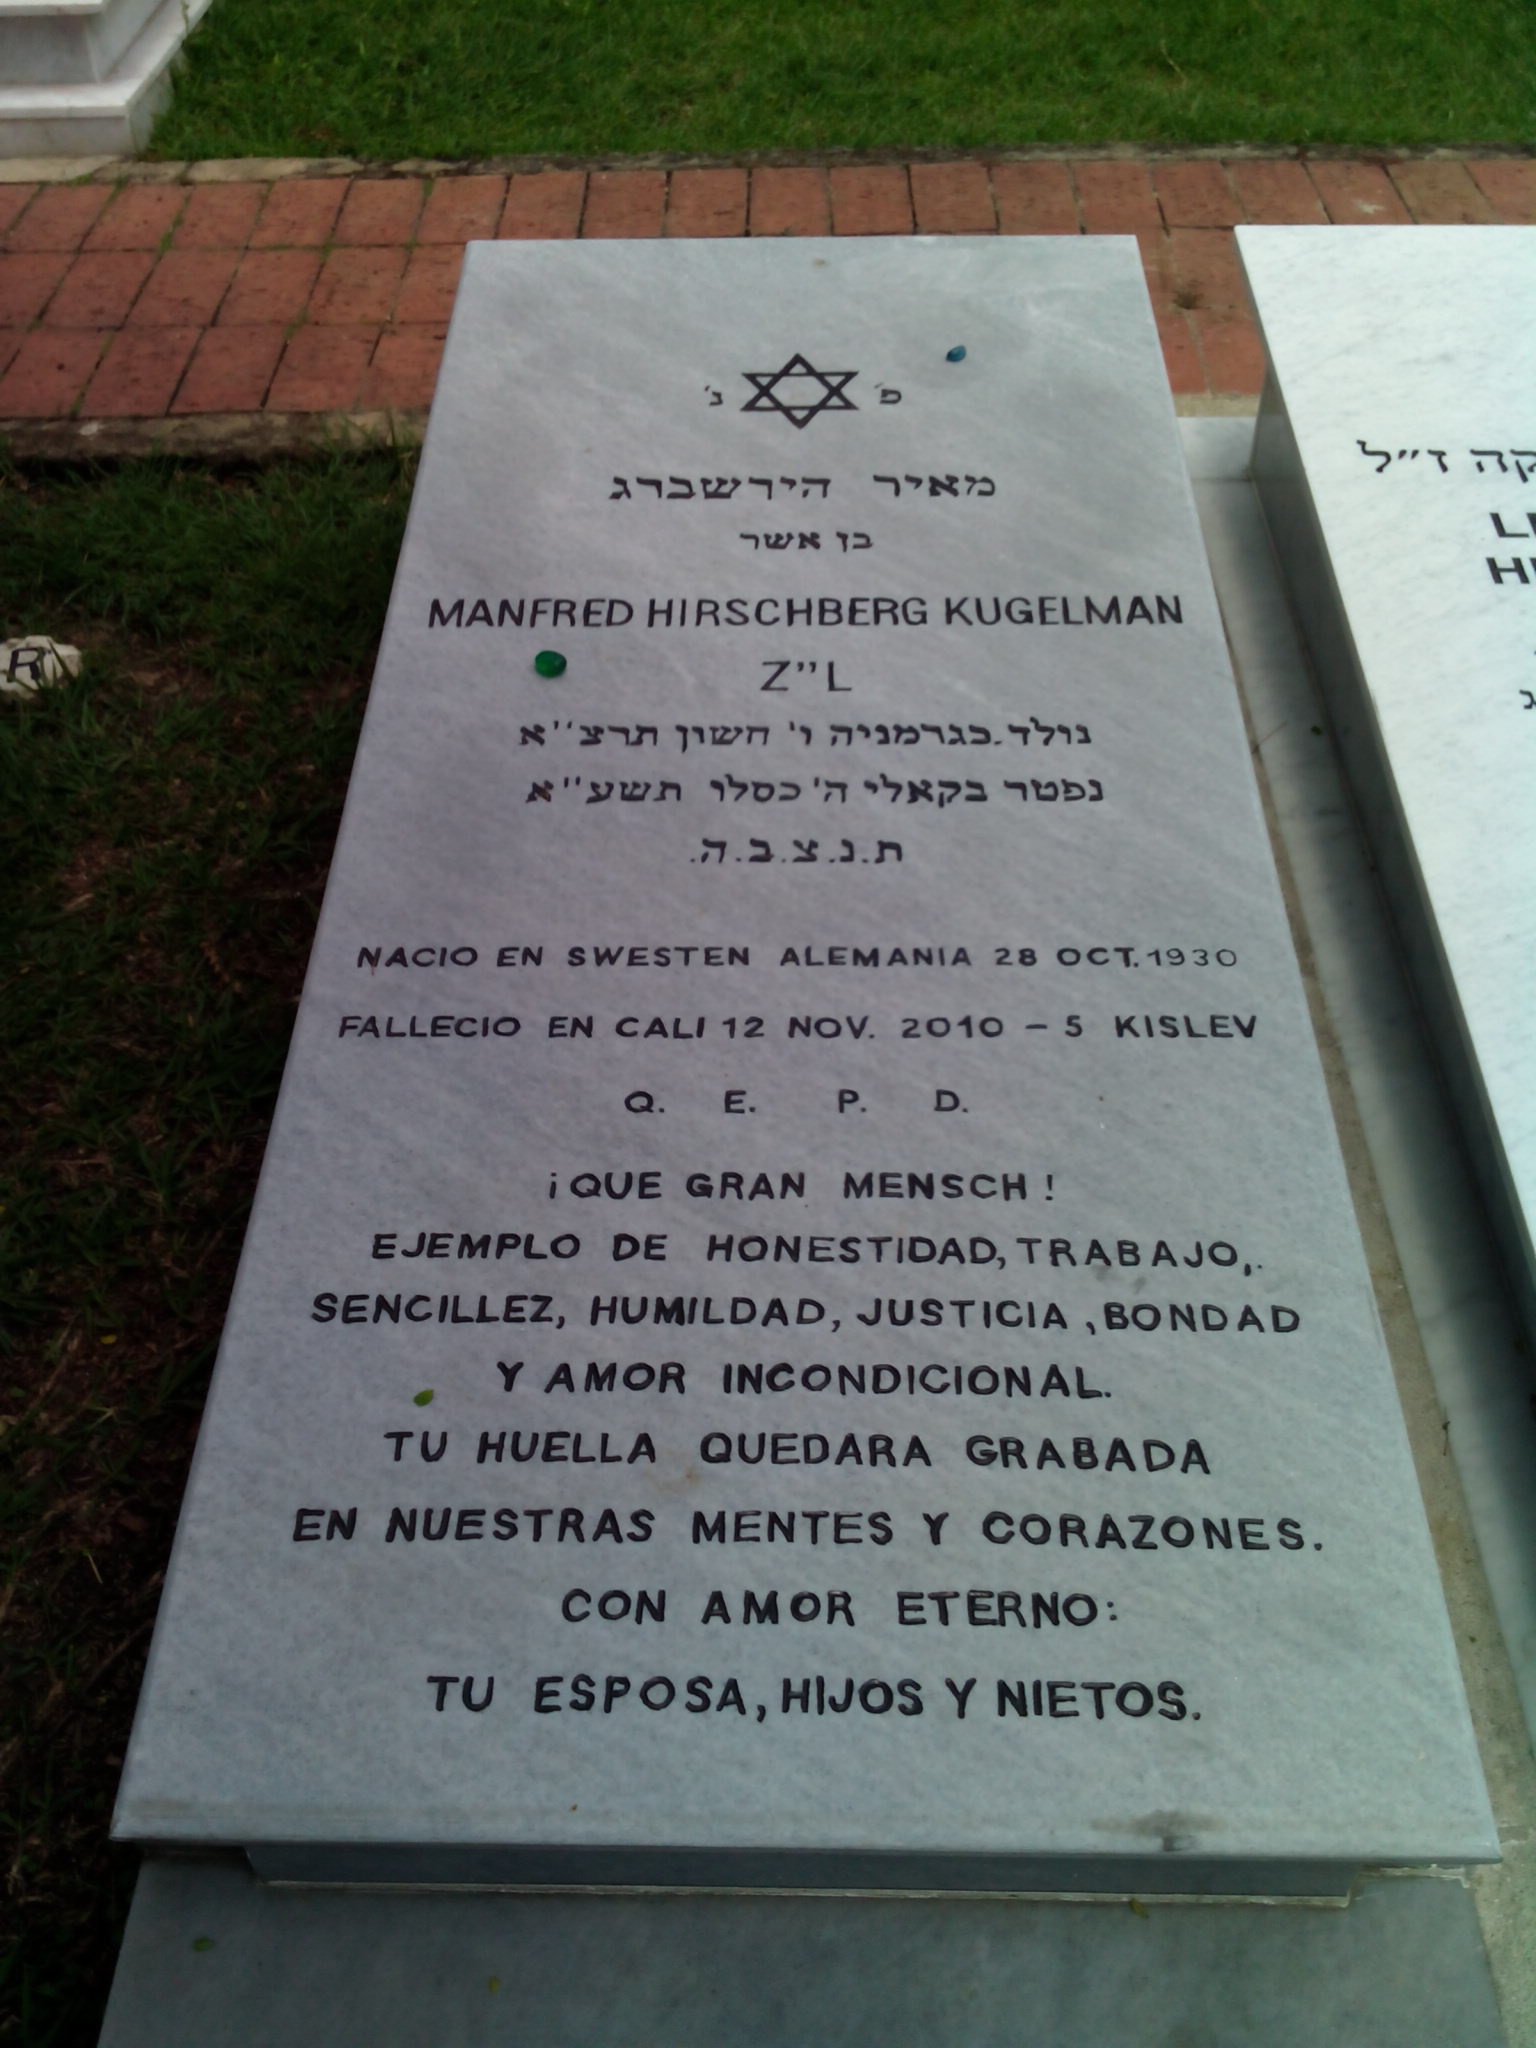 פ' נ'
מאיר הירשברג
בן אשר
MANFRED HIRSCHBERG KUGELMAN
Z"L
נולד.בגרמניה ו' חשון תרצ''א
נפטר בקאלי ה' כסלו תשע''א
ת.נ.צ.ב.ה.
NACIO EN SWESTEN ALEMANIA 28 OCT. 1930
FALLECIO EN CALI 12 NOV. 2010 – 5 KISLEV
Q. E. P. D.
¡QUE GRAN MENSCH!
EJEMPLO DE HONESTIDAD, TRABAJO,.
SENCILLEZ, HUMILDAD, JUSTICIA ,BONDAD
Y AMOR INCONDICIONAL.
TU HUELLA QUEDARA GRABADA
EN NUESTRAS MENTES Y CORAZONES.
CON AMOR ETERNO:
TU ESPOSA, HIJOS Y NIETOS.
R
ז״ל